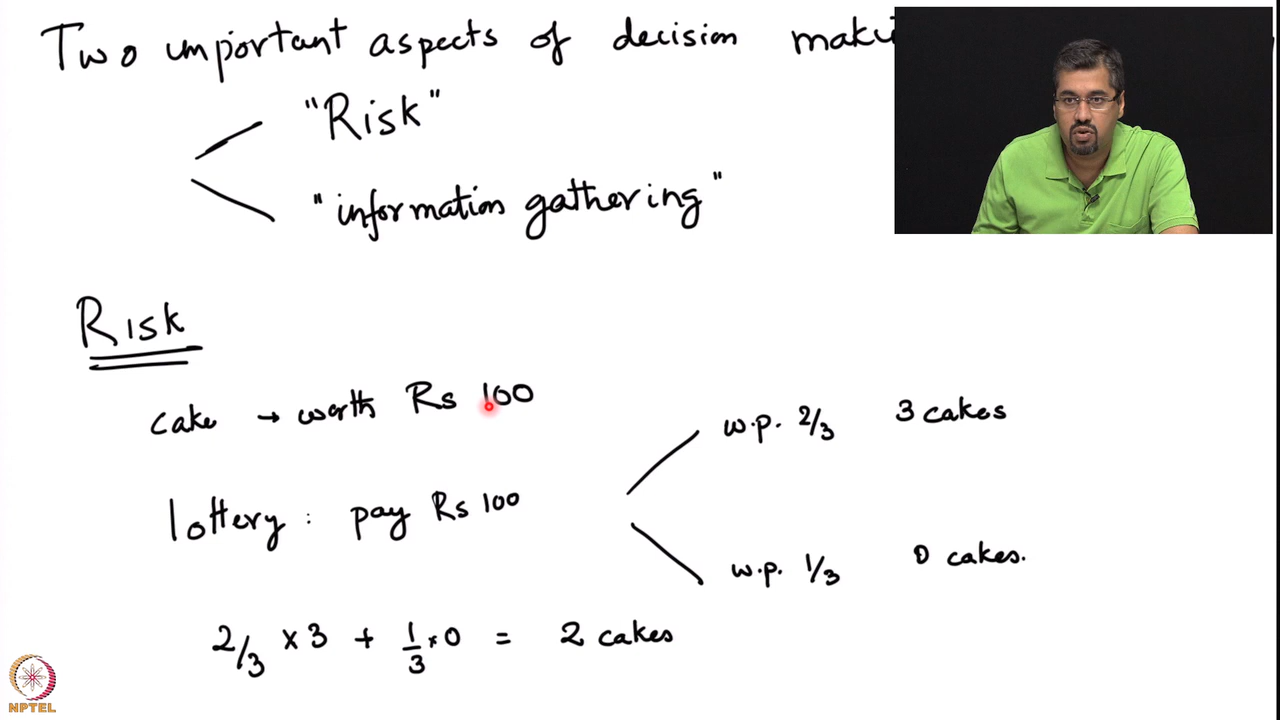 Two important aspects of decision maki
"Risk"
"information gathering"
Risk
cake → worth Rs 100
w.p. 2/3 3 cakes
lottery : pay Rs 100
w.p. 1/3 0 cakes.
2/3 × 3 + 1/3 × 0 = 2 cakes
NPTEL